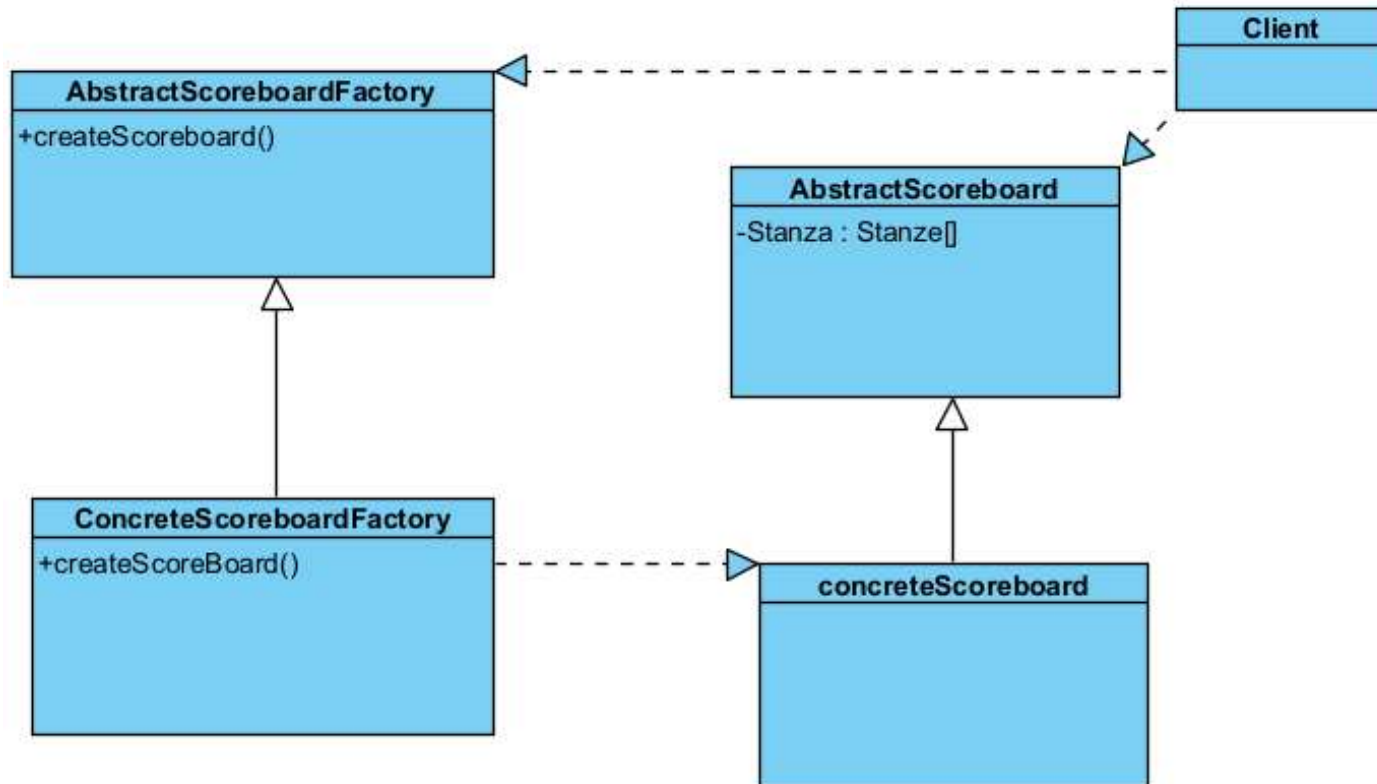 Client
AbstractScoreboardFactory
+createScoreboard()
AbstractScoreboard
-Stanza : Stanze[]
ConcreteScoreboardFactory
+createScoreBoard()
concreteScoreboard